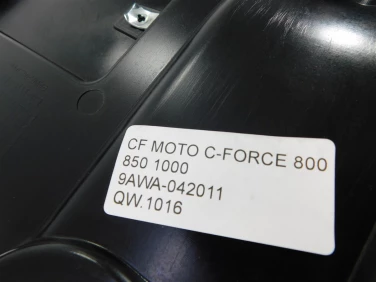 CF MOTO C-FORCE 800
850 1000
9AWA-042011
QW.1016